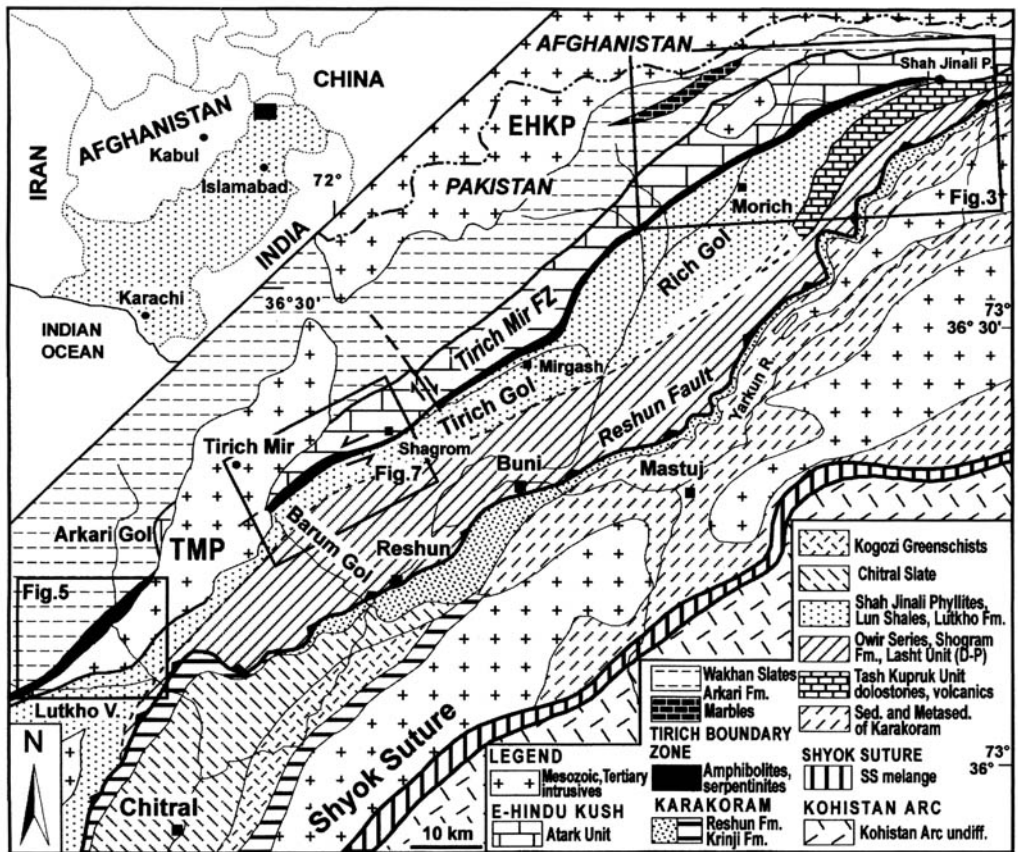 AFGHANISTAN
Shah Jinali P.
CHINA
AFGHANISTAN
IRAN
Kabul
EHKP
Islamabad
72°
PAKISTAN
Morich
Fig.3
INDIA
Rich Gol
Karachi
36° 30'
73°
36° 30'
INDIAN
OCEAN
Tirich Mir FZ
Mirgash
Tirich Gol
Reshun Fault
Yarkun R.
Tirich Mir
Shagrom
Fig.7
Buni
Mastuj
Arkari Gol
TMP
Barum Gol
Reshun
Fig.5
Lutkho V.
N
Chitral
Shyok Suture
10 km
73°
36°
LEGEND
Mesozoic,Tertiary
intrusives
E-HINDU KUSH
Atark Unit
Wakhan Slates
Arkari Fm.
Marbles
TIRICH BOUNDARY
ZONE
Amphibolites,
serpentinites
KARAKORAM
Reshun Fm.
Krinji Fm.
Kogozi Greenschists
Chitral Slate
Shah Jinali Phyllites,
Lun Shales, Lutkho Fm.
Owir Series, Shogram
Fm., Lasht Unit (D-P)
Tash Kupruk Unit
dolostones, volcanics
Sed. and Metased.
of Karakoram
SHYOK SUTURE
SS melange
KOHISTAN ARC
Kohistan Arc undiff.